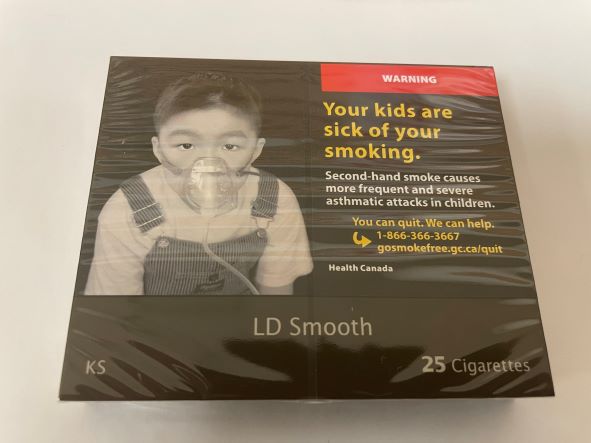 WARNING
Your kids are
sick of your
smoking.
Second-hand smoke causes
more frequent and severe
asthmatic attacks in children.
You can quit. We can help.
1-866-366-3667
gosmokefree.gc.ca/quit
Health Canada
LD Smooth
KS
25 Cigarettes